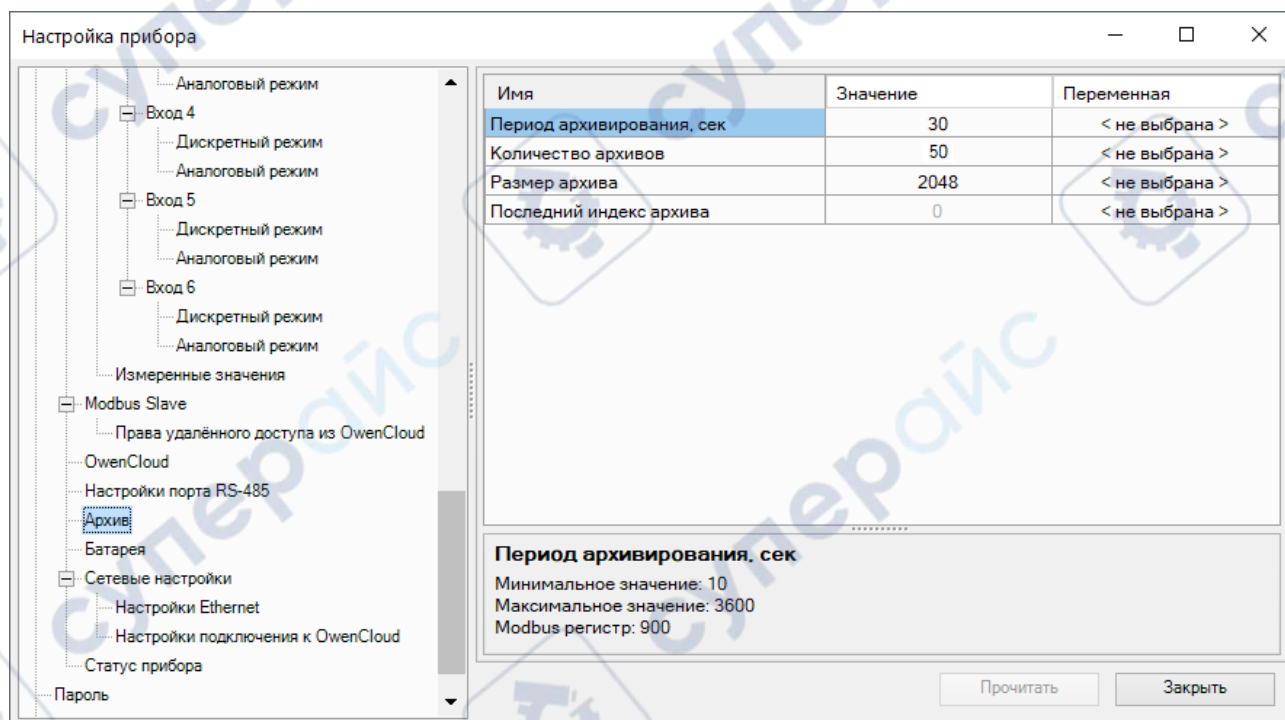 Настройка прибора
Аналоговый режим
Вход 4
Дискретный режим
Аналоговый режим
Вход 5
Дискретный режим
Аналоговый режим
Вход 6
Дискретный режим
Аналоговый режим
Измеренные значения
Modbus Slave
Права удалённого доступа из OwenCloud
OwenCloud
Настройки порта RS-485
Архив
Батарея
Сетевые настройки
Настройки Ethernet
Настройки подключения к OwenCloud
Статус прибора
Пароль
Имя Значение Переменная
Период архивирования, сек 30 < не выбрана >
Количество архивов 50 < не выбрана >
Размер архива 2048 < не выбрана >
Последний индекс архива 0 < не выбрана >
Период архивирования, сек
Минимальное значение: 10
Максимальное значение: 3600
Modbus регистр: 900
Прочитать Закрыть
суперайс
суперайс